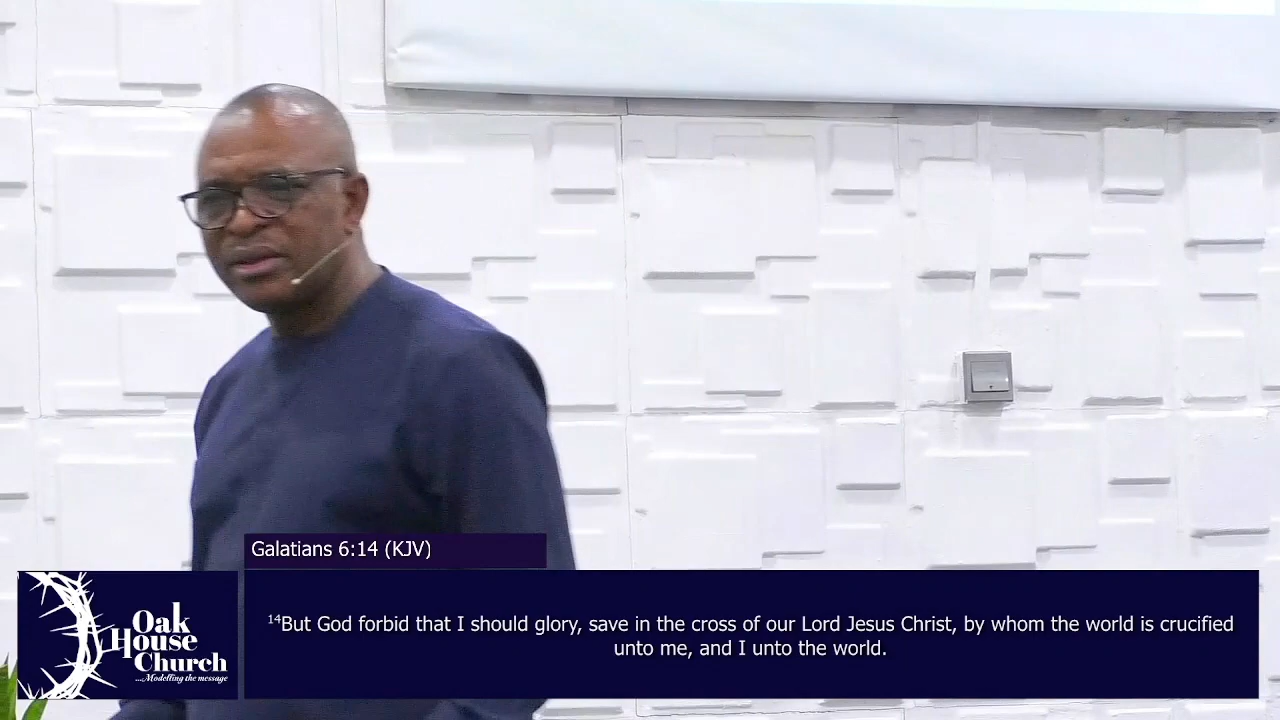 Galatians 6:14 (KJV)
14But God forbid that I should glory, save in the cross of our Lord Jesus Christ, by whom the world is crucified
unto me, and I unto the world.
Oak
House
Church
...Modelling the message